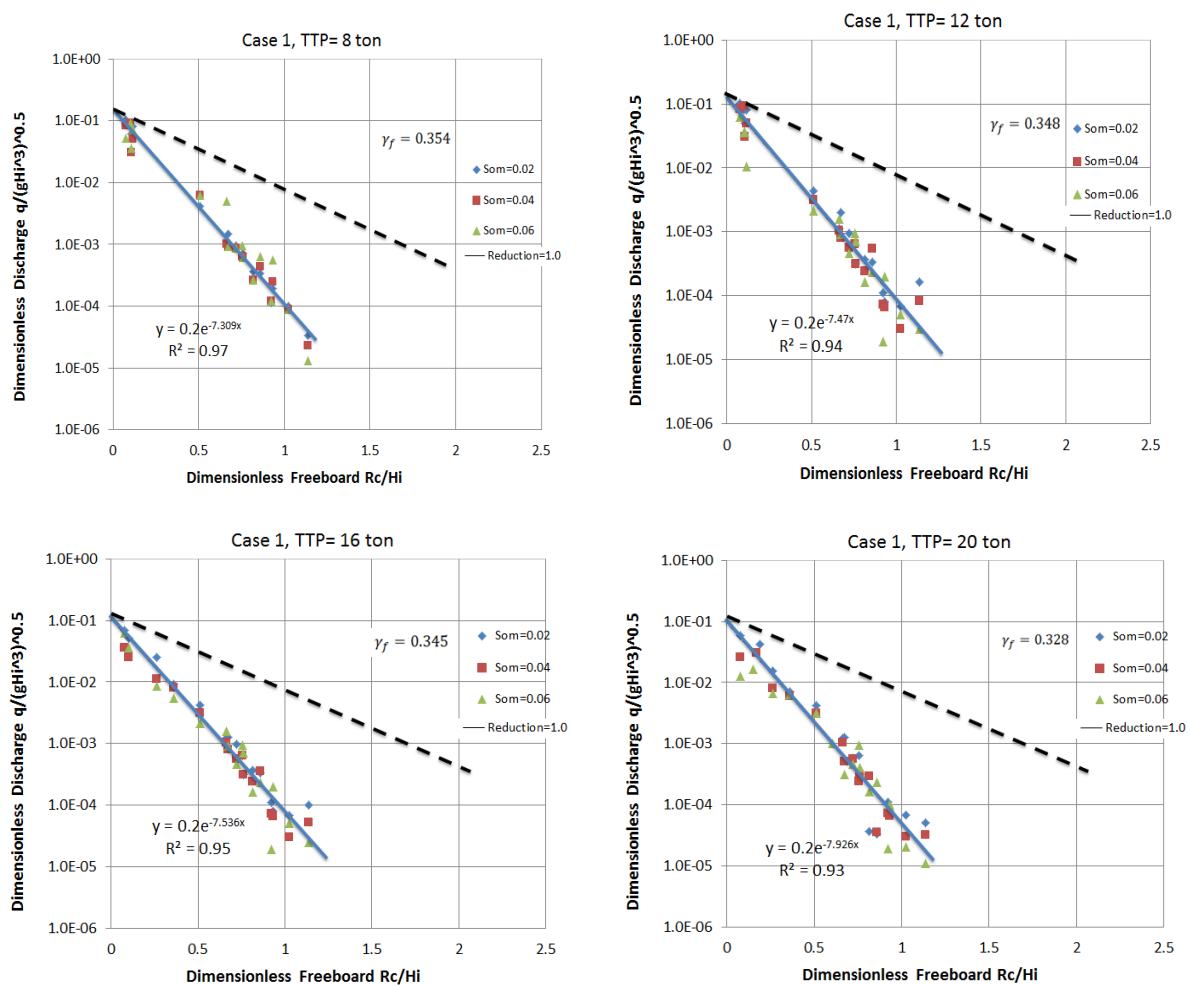 Case 1, TTP= 8 ton
Dimensionless Discharge q/(gHi^3)^0.5
1.0E+00
1.0E-01
1.0E-02
1.0E-03
1.0E-04
1.0E-05
1.0E-06
γf = 0.354
Som=0.02
Som=0.04
Som=0.06
Reduction=1.0
y = 0.2e-7.309x
R² = 0.97
0 0.5 1 1.5 2 2.5
Dimensionless Freeboard Rc/Hi
Case 1, TTP= 12 ton
Dimensionless Discharge q/(gHi^3)^0.5
1.0E+00
1.0E-01
1.0E-02
1.0E-03
1.0E-04
1.0E-05
1.0E-06
γf = 0.348
Som=0.02
Som=0.04
Som=0.06
Reduction=1.0
y = 0.2e-7.47x
R² = 0.94
0 0.5 1 1.5 2 2.5
Dimensionless Freeboard Rc/Hi
Case 1, TTP= 16 ton
Dimensionless Discharge q/(gHi^3)^0.5
1.0E+00
1.0E-01
1.0E-02
1.0E-03
1.0E-04
1.0E-05
1.0E-06
γf = 0.345
Som=0.02
Som=0.04
Som=0.06
Reduction=1.0
y = 0.2e-7.536x
R² = 0.95
0 0.5 1 1.5 2 2.5
Dimensionless Freeboard Rc/Hi
Case 1, TTP= 20 ton
Dimensionless Discharge q/(gHi^3)^0.5
1.0E+00
1.0E-01
1.0E-02
1.0E-03
1.0E-04
1.0E-05
1.0E-06
γf = 0.328
Som=0.02
Som=0.04
Som=0.06
Reduction=1.0
y = 0.2e-7.926x
R² = 0.93
0 0.5 1 1.5 2 2.5
Dimensionless Freeboard Rc/Hi